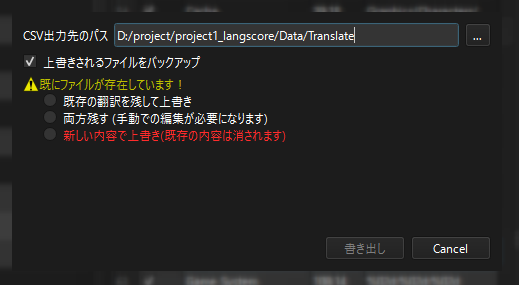 CSV出力先のパス D:/project/project1_langscore/Data/Translate ...
上書きされるファイルをバックアップ
既にファイルが存在しています！
既存の翻訳を残して上書き
両方残す (手動での編集が必要になります)
新しい内容で上書き(既存の内容は消されます)
書き出し Cancel